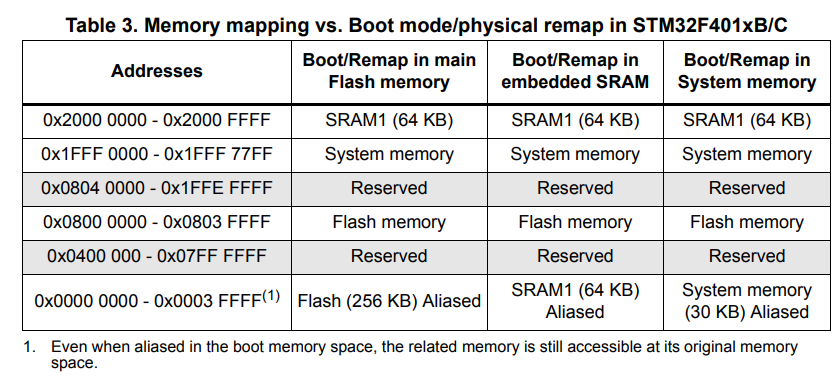 Table 3. Memory mapping vs. Boot mode/physical remap in STM32F401xB/C
Addresses
Boot/Remap in main
Flash memory
Boot/Remap in
embedded SRAM
Boot/Remap in
System memory
0x2000 0000 - 0x2000 FFFF SRAM1 (64 KB) SRAM1 (64 KB) SRAM1 (64 KB)
0x1FFF 0000 - 0x1FFF 77FF System memory System memory System memory
0x0804 0000 - 0x1FFE FFFF Reserved Reserved Reserved
0x0800 0000 - 0x0803 FFFF Flash memory Flash memory Flash memory
0x0400 000 - 0x07FF FFFF Reserved Reserved Reserved
0x0000 0000 - 0x0003 FFFF(1) Flash (256 KB) Aliased
SRAM1 (64 KB)
Aliased
System memory
(30 KB) Aliased
1. Even when aliased in the boot memory space, the related memory is still accessible at its original memory
space.